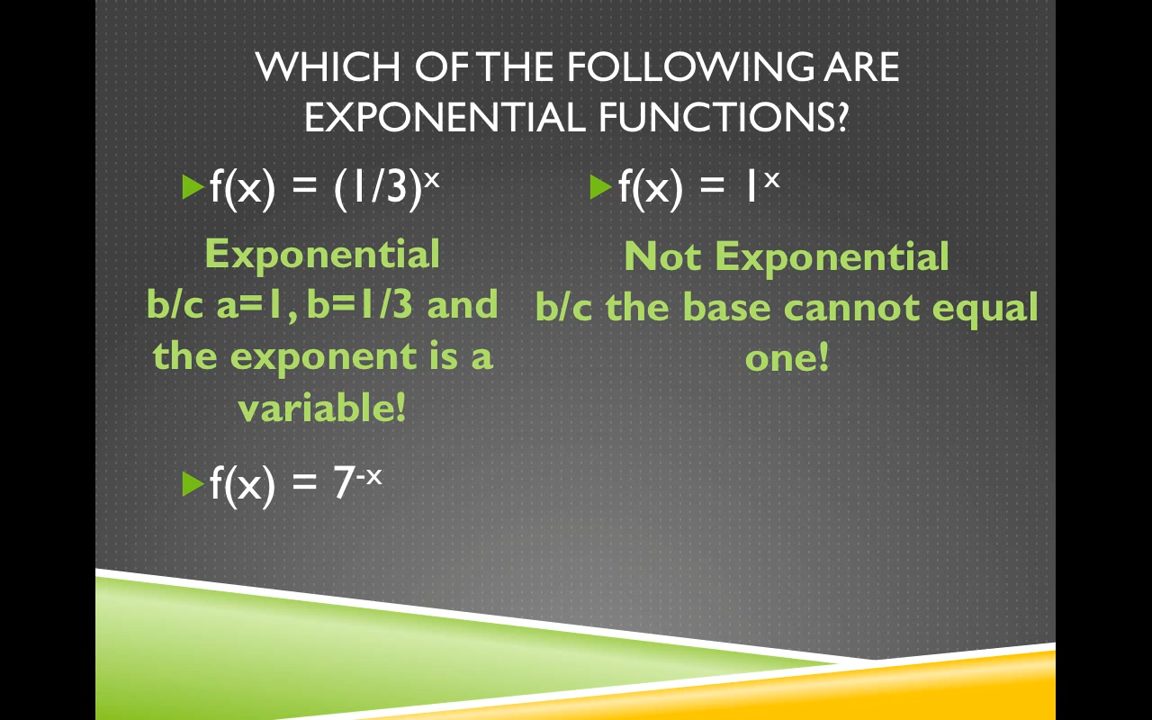 WHICH OF THE FOLLOWING ARE
EXPONENTIAL FUNCTIONS?
f(x) = (1/3)ˣ
Exponential
b/c a=1, b=1/3 and
the exponent is a
variable!
f(x) = 7⁻ˣ
f(x) = 1ˣ
Not Exponential
b/c the base cannot equal
one!